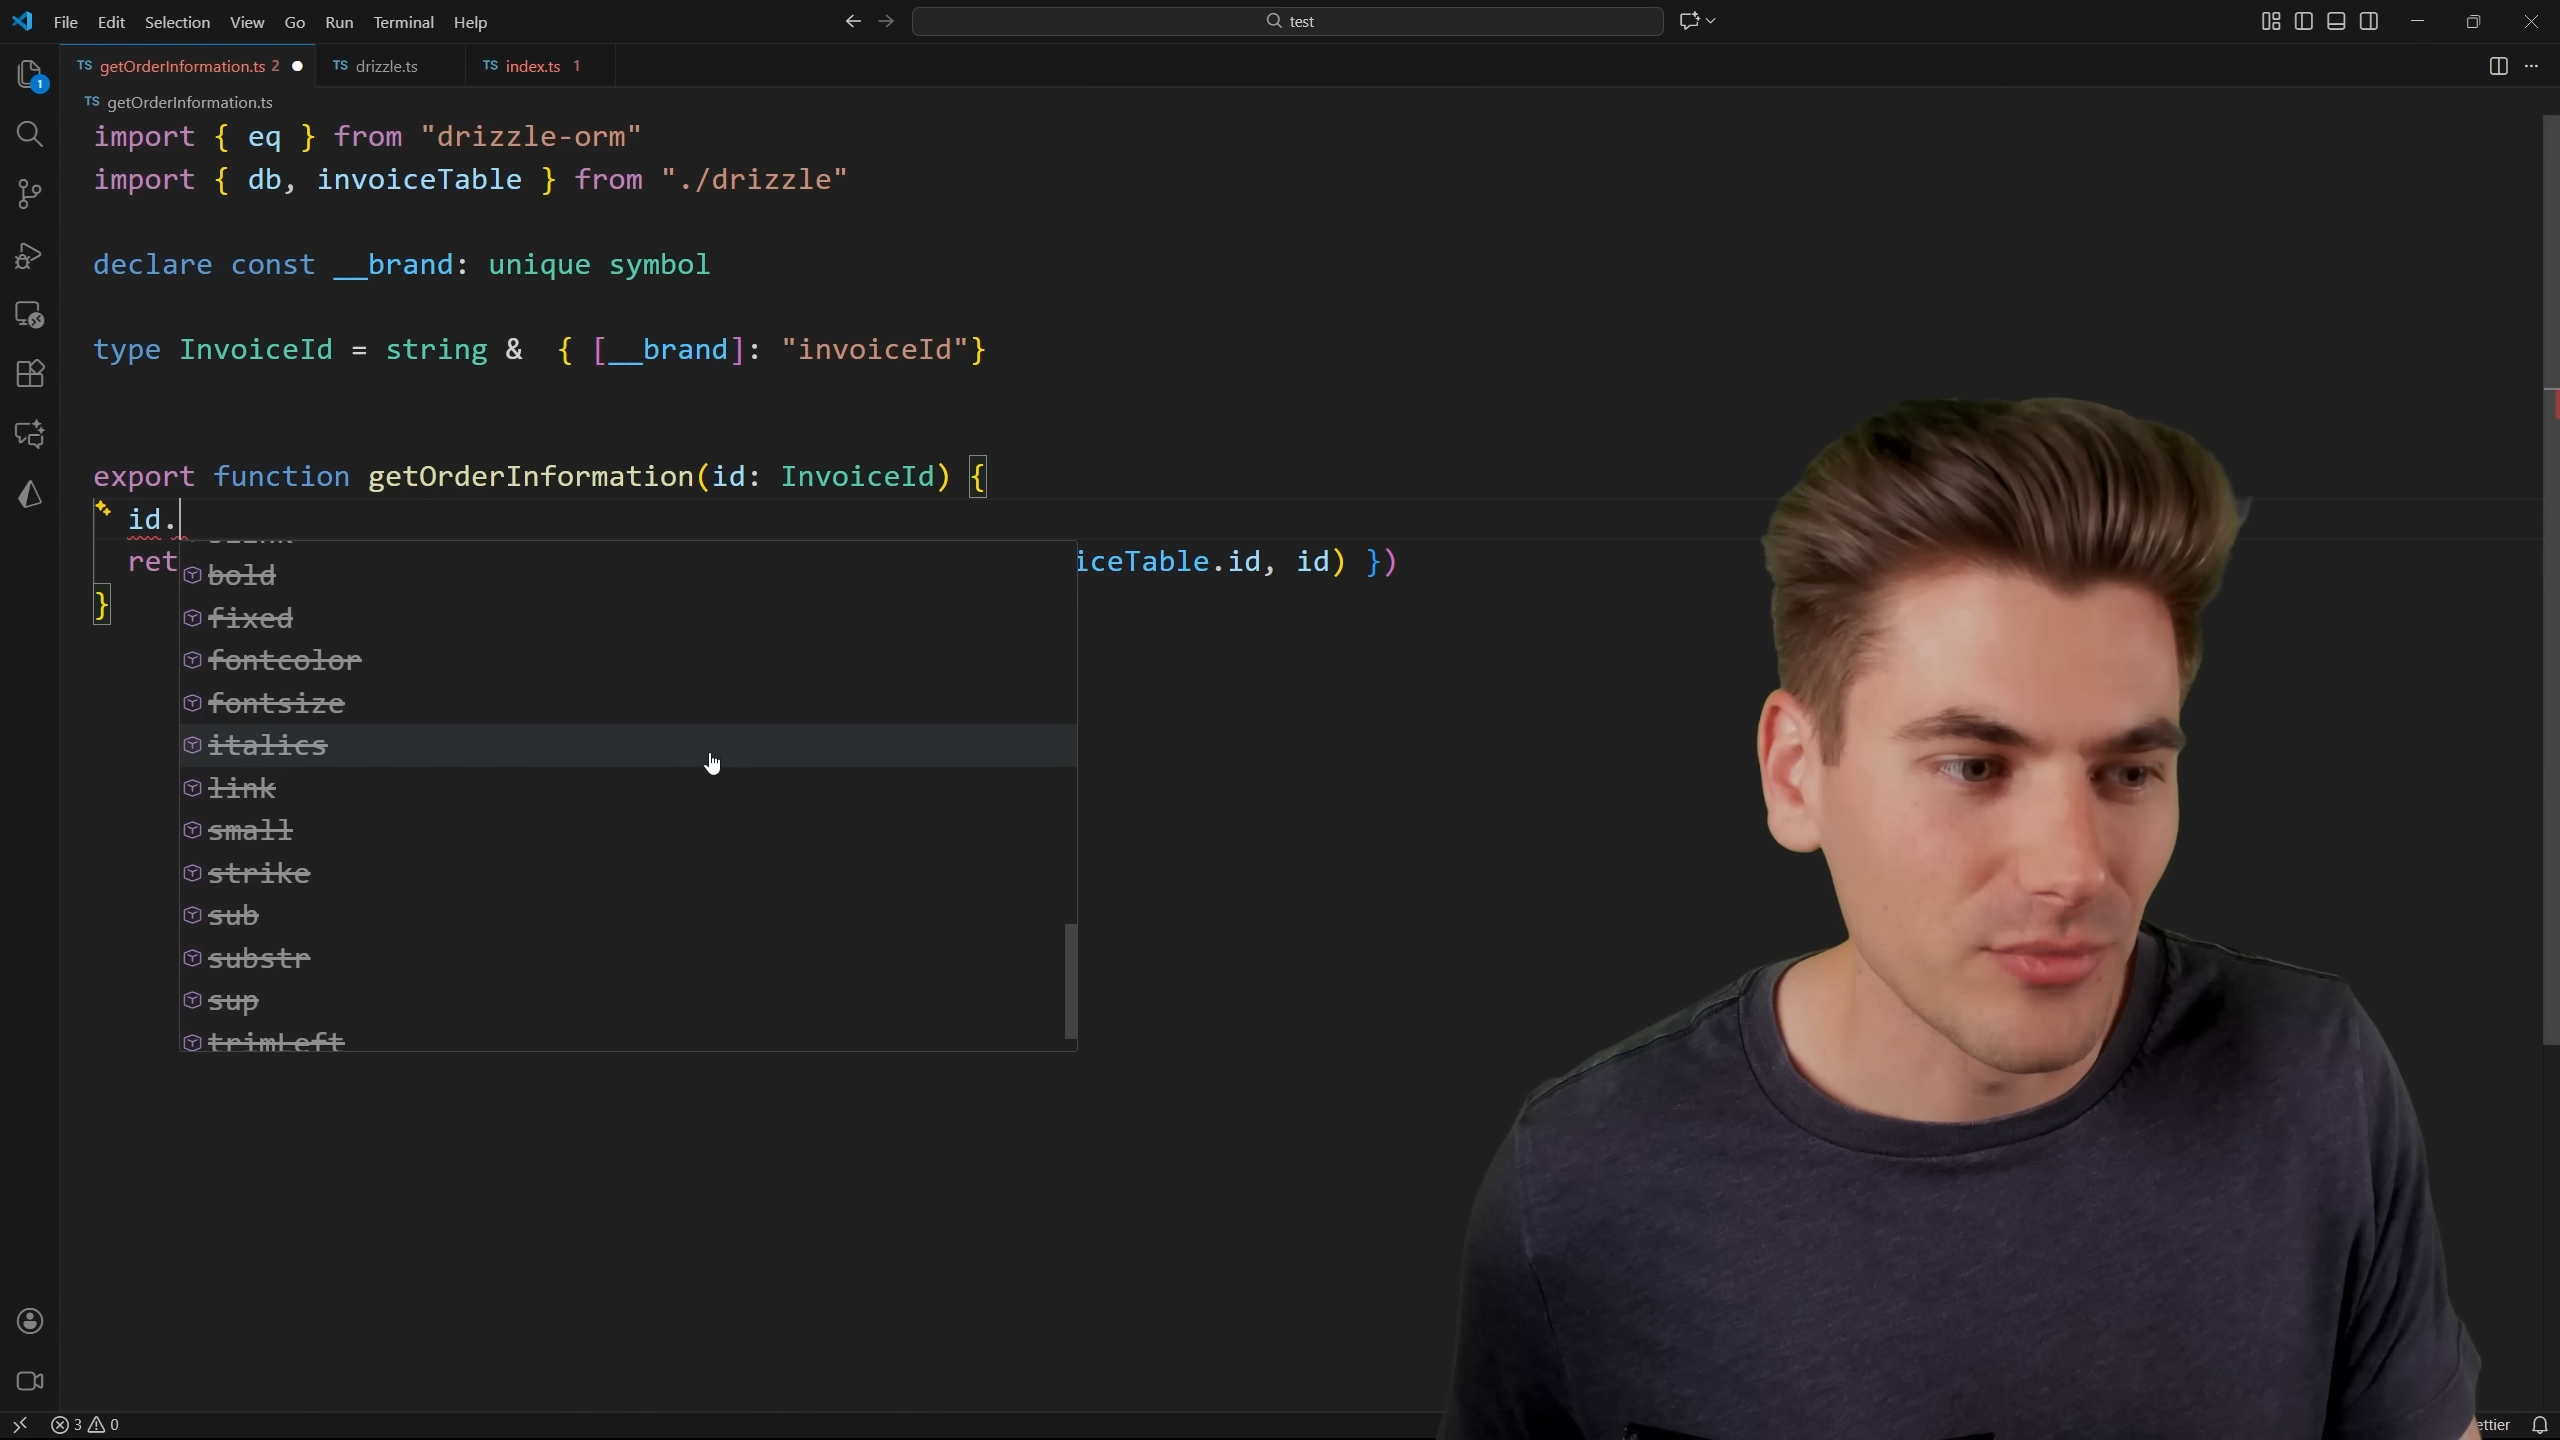 File Edit Selection View Go Run Terminal Help
test
TS getOrderInformation.ts 2
TS drizzle.ts
TS index.ts 1
1
TS getOrderInformation.ts
import { eq } from "drizzle-orm"
import { db, invoiceTable } from "./drizzle"
declare const __brand: unique symbol
type InvoiceId = string &  { [__brand]: "invoiceId"}
export function getOrderInformation(id: InvoiceId) {
id.
ret iceTable.id, id) })
}
bold
fixed
fontcolor
fontsize
italics
link
small
strike
sub
substr
sup
trimLeft
3 0
ettier